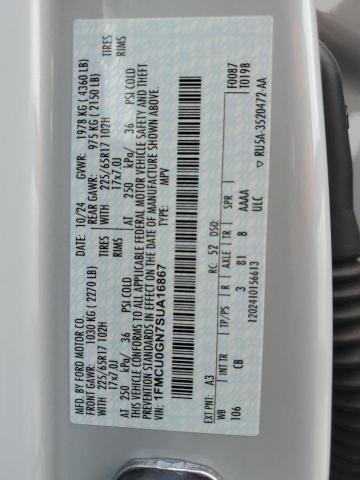 MFD. BY FORD MOTOR CO.
10/24 GVWR: 1978 KG (4360 LB)
FRONT GAWR: 1030 KG (2270 LB) REAR GAWR: 975 KG (2150 LB)
WITH 225/65R17 102H TIRES WITH 225/65R17 102H TIRES
17x7.0J RIMS 17x7.0J RIMS
AT 250 kPa/ 36 PSI COLD AT 250 kPa/ 36 PSI COLD
THIS VEHICLE CONFORMS TO ALL APPLICABLE FEDERAL MOTOR VEHICLE SAFETY AND THEFT
PREVENTION STANDARDS IN EFFECT ON THE DATE OF MANUFACTURE SHOWN ABOVE.
VIN: 1FMCU0GN7SUA16867
TYPE: MPV
F0087
T0198
EXT PNT: A3 RC: 52 DSO:
WB INT TR TP/PS R AXLE TR SPR
106 CB 3 81 8 AAAA
ULC
1202410156613
RU5A-3520472-AA